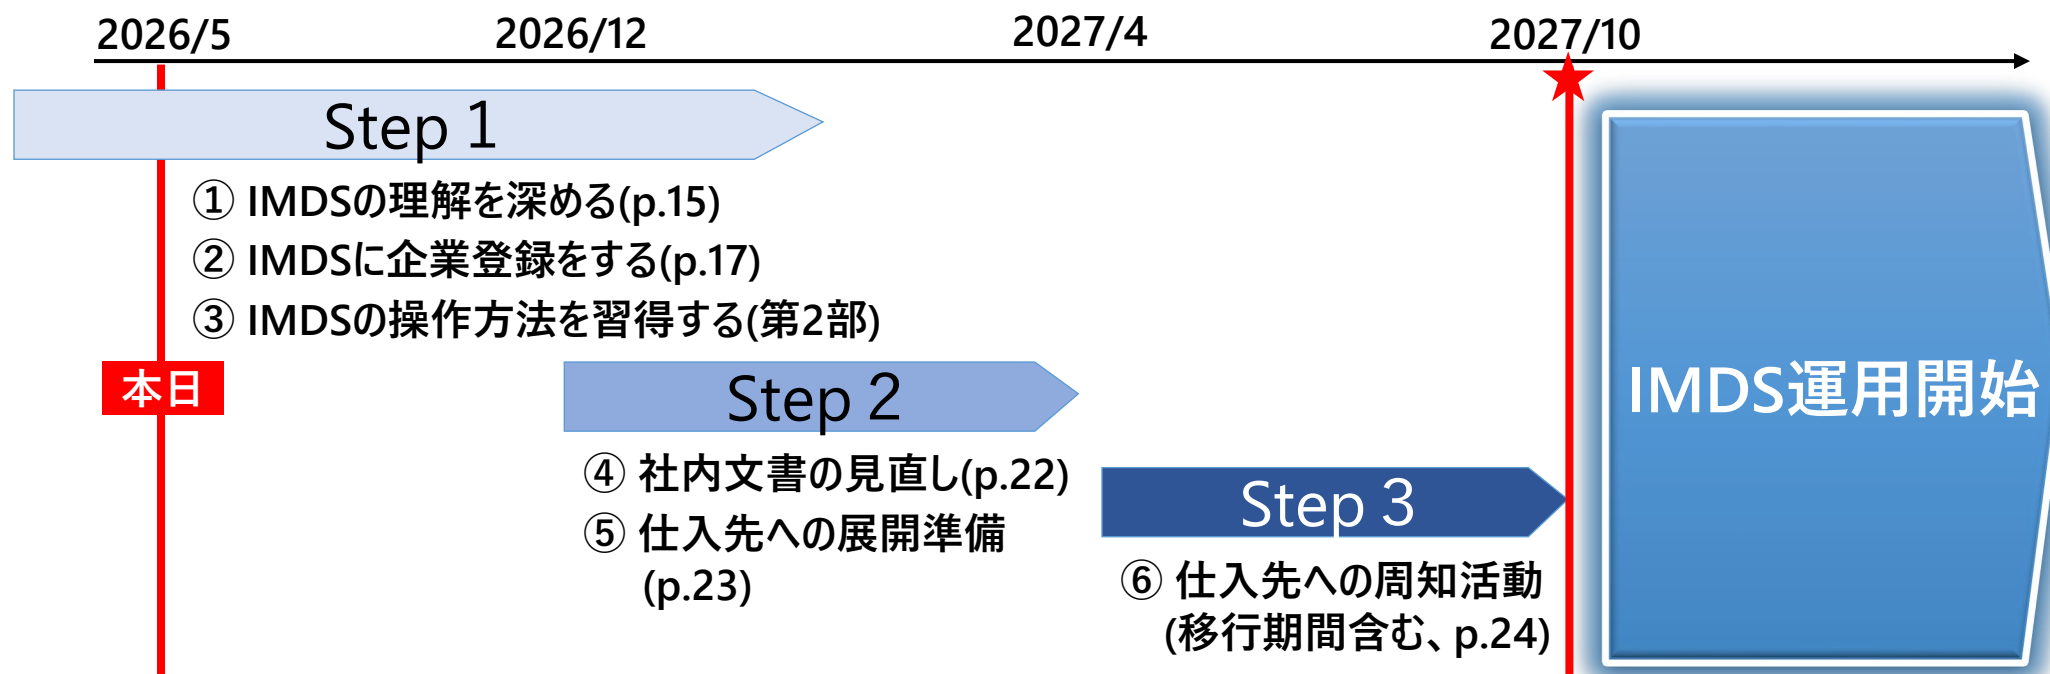 2026/5
2026/12
2027/4
2027/10
Step 1
① IMDSの理解を深める(p.15)
② IMDSに企業登録をする(p.17)
③ IMDSの操作方法を習得する(第2部)
本日
Step 2
④ 社内文書の見直し(p.22)
⑤ 仕入先への展開準備
(p.23)
Step 3
⑥ 仕入先への周知活動
(移行期間含む、p.24)
IMDS運用開始